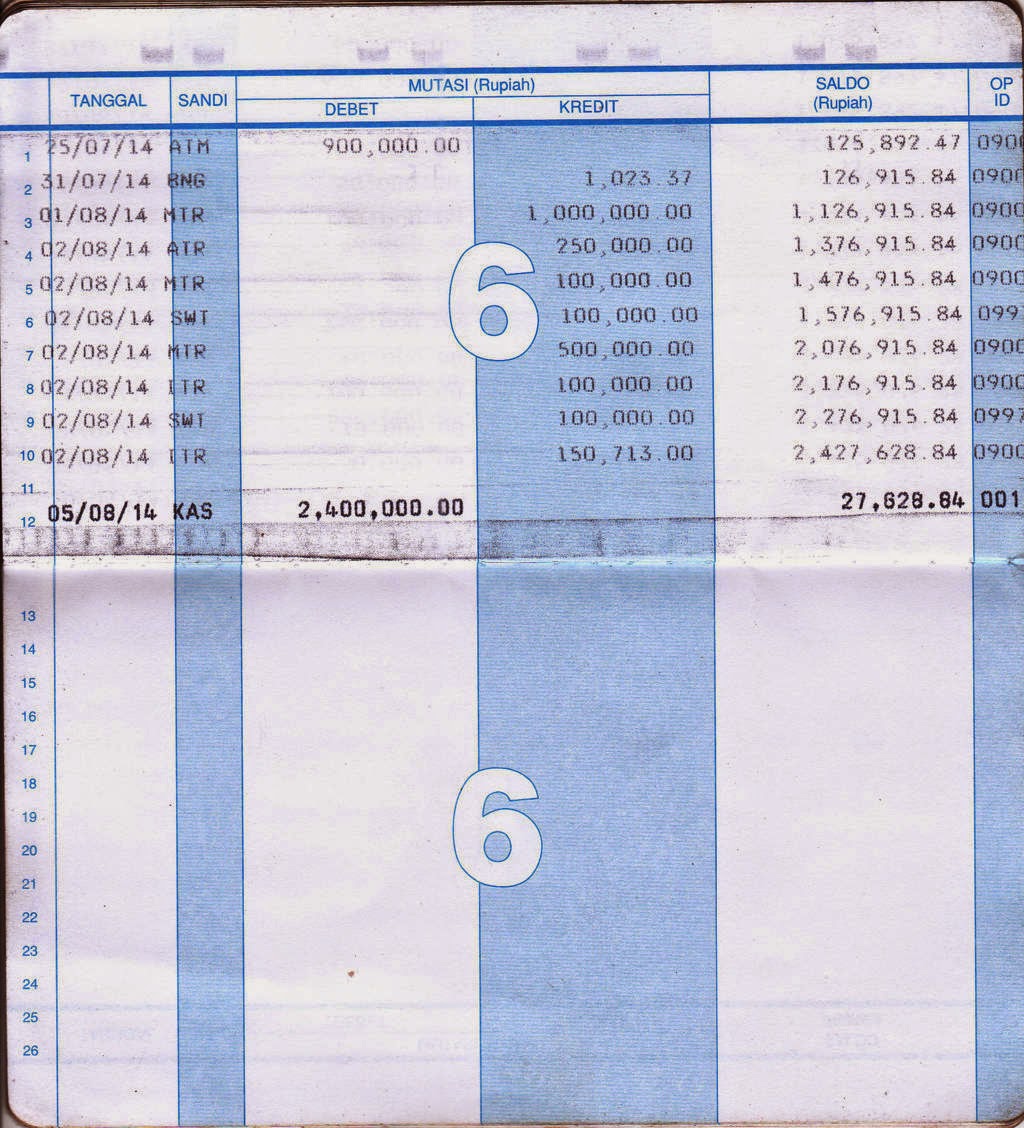 MUTASI (Rupiah)
TANGGAL SANDI DEBET KREDIT SALDO (Rupiah) OP ID
1 25/07/14 ATM 900,000.00 125,892.47 0900
2 31/07/14 BNG 1,023.37 126,915.84 0900
3 01/08/14 MTR 1,000,000.00 1,126,915.84 0900
4 02/08/14 ATR 250,000.00 1,376,915.84 0900
5 02/08/14 MTR 100,000.00 1,476,915.84 0900
6 02/08/14 SWT 100,000.00 1,576,915.84 0997
7 02/08/14 MTR 500,000.00 2,076,915.84 0900
8 02/08/14 ITR 100,000.00 2,176,915.84 0900
9 02/08/14 SWT 100,000.00 2,276,915.84 0997
10 02/08/14 ITR 150,713.00 2,427,628.84 0900
6
11
05/08/14 KAS 2,400,000.00 27,628.84 001
12
13
14
15
16
17
18
19
20
21
22
23
24
25
26
6